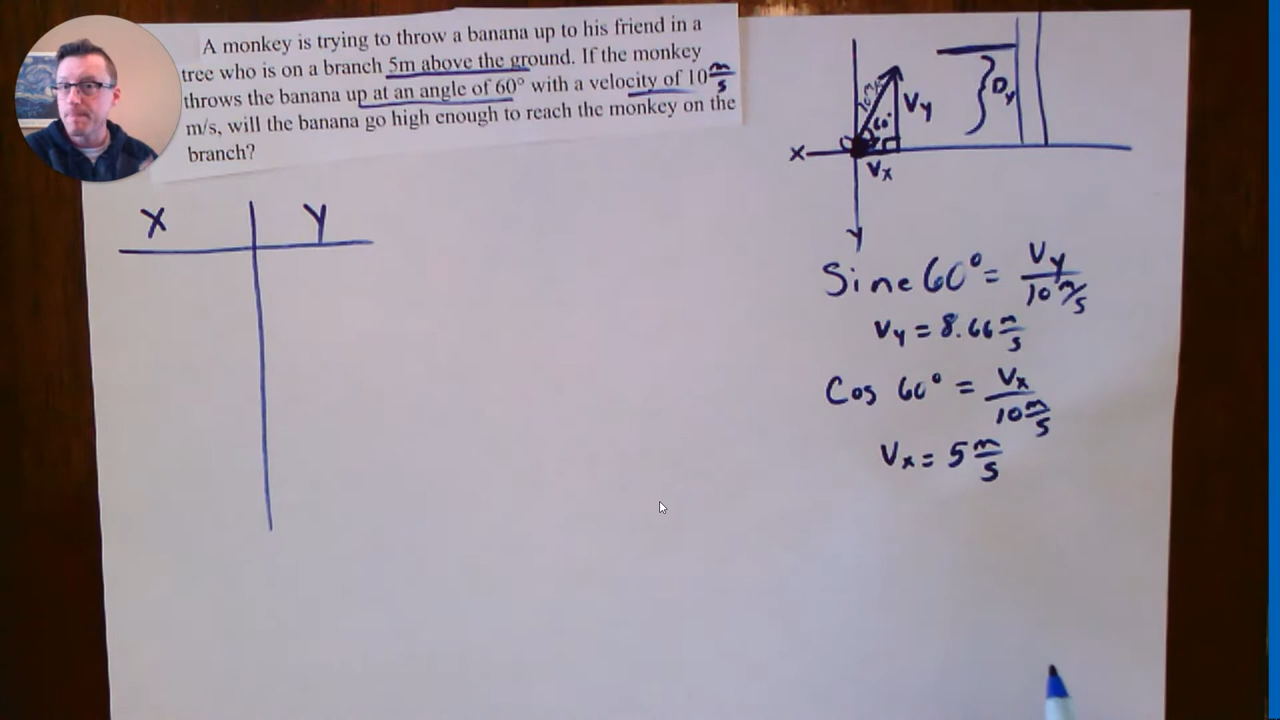 A monkey is trying to throw a banana up to his friend in a
tree who is on a branch 5m above the ground. If the monkey
throws the banana up at an angle of 60° with a velocity of 10 m/s
m/s, will the banana go high enough to reach the monkey on the
branch?
10 m/s
60°
Vy
Dy
X
Vx
Y
X Y
Sine 60° = Vy / 10 m/s
Vy = 8.66 m/s
Cos 60° = Vx / 10 m/s
Vx = 5 m/s